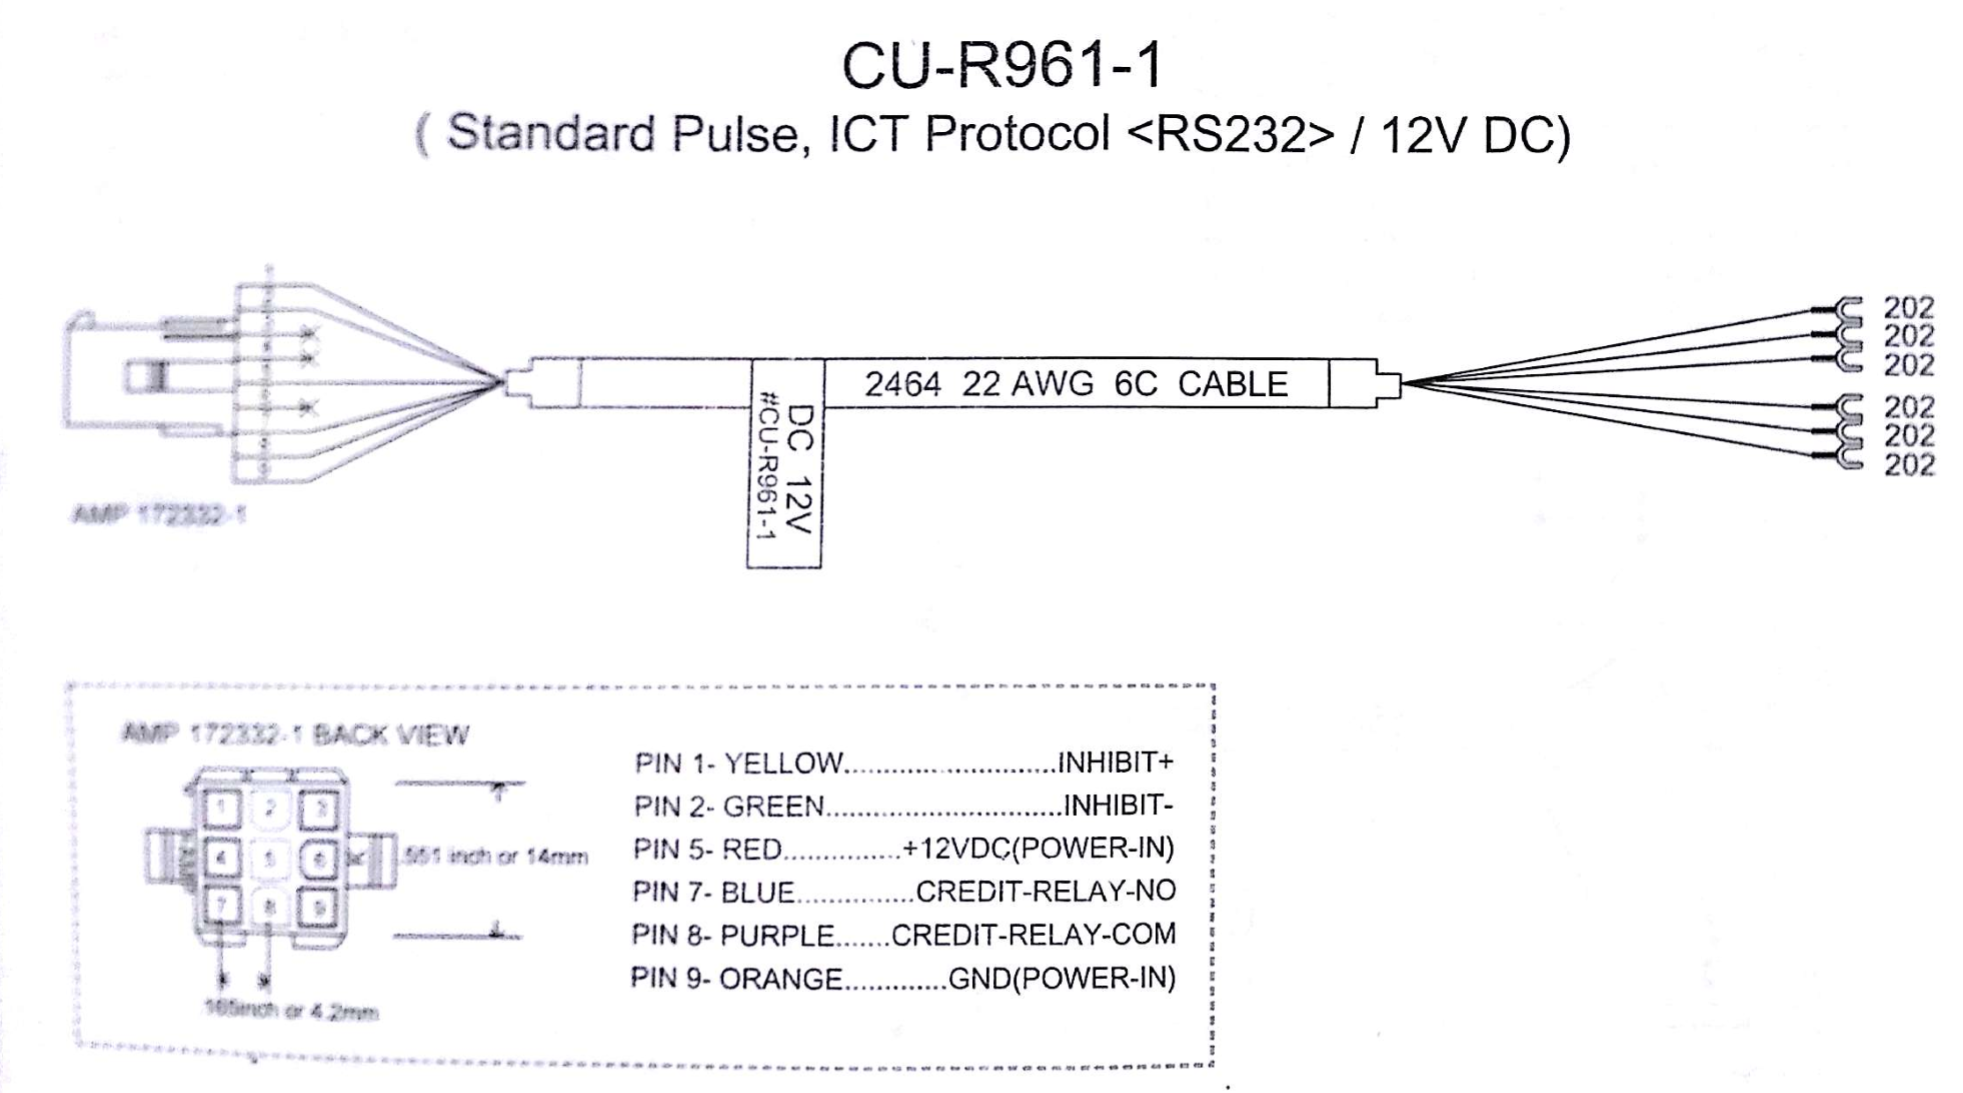 CU-R961-1
( Standard Pulse, ICT Protocol <RS232> / 12V DC)
202
202
202
2464 22 AWG 6C CABLE
202
202
202
DC 12V
#CU-R961-1
AMP 172332-1
AMP 172332-1 BACK VIEW
PIN 1- YELLOW............................INHIBIT+
PIN 2- GREEN...............................INHIBIT-
PIN 5- RED...............+12VDC(POWER-IN)
PIN 7- BLUE...............CREDIT-RELAY-NO
PIN 8- PURPLE.......CREDIT-RELAY-COM
PIN 9- ORANGE.............GND(POWER-IN)
1 2 3
4 5 6
7 8 9
.551 inch or 14mm
165inch or 4.2mm